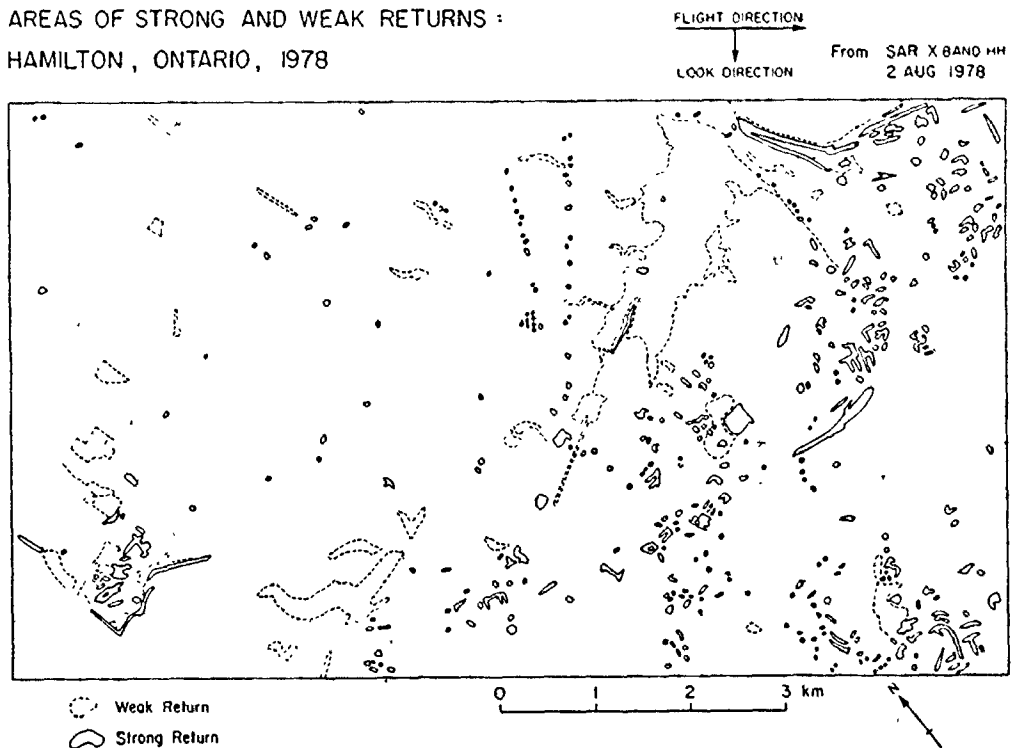 AREAS OF STRONG AND WEAK RETURNS :
HAMILTON, ONTARIO, 1978
FLIGHT DIRECTION
LOOK DIRECTION
From SAR X BAND HH
2 AUG 1978
Weak Return
Strong Return
0 1 2 3 km
N